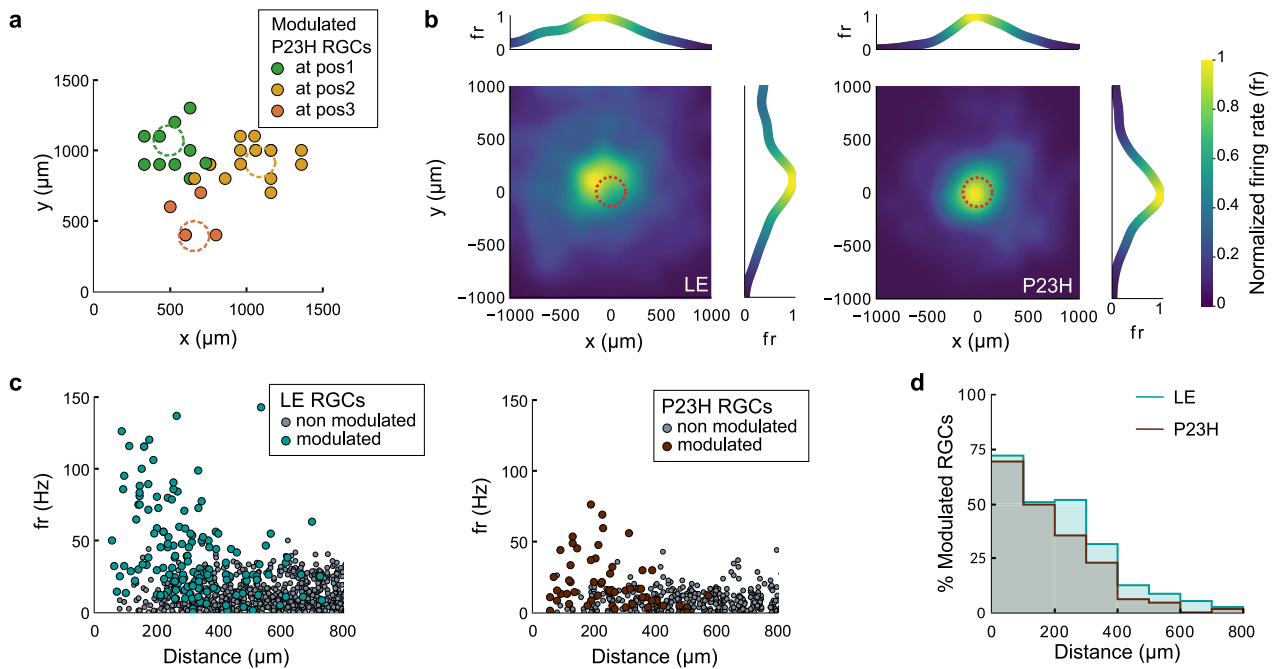 a
Modulated
P23H RGCs
at pos1
at pos2
at pos3
1500
1000
500
0
y (µm)
0
500
1000
1500
x (µm)
b
1
0
fr
1000
500
0
−500
−1000
y (µm)
LE
−1000
−500
0
500
1000
x (µm)
0
1
fr
1
0
fr
1000
500
0
−500
−1000
y (µm)
P23H
−1000
−500
0
500
1000
x (µm)
0
1
fr
1
0.8
0.6
0.4
0.2
0
Normalized firing rate (fr)
c
LE RGCs
non modulated
modulated
150
100
50
0
fr (Hz)
0
200
400
600
800
Distance (µm)
P23H RGCs
non modulated
modulated
150
100
50
0
fr (Hz)
0
200
400
600
800
Distance (µm)
d
LE
P23H
100
75
50
25
0
% Modulated RGCs
0
200
400
600
800
Distance (µm)